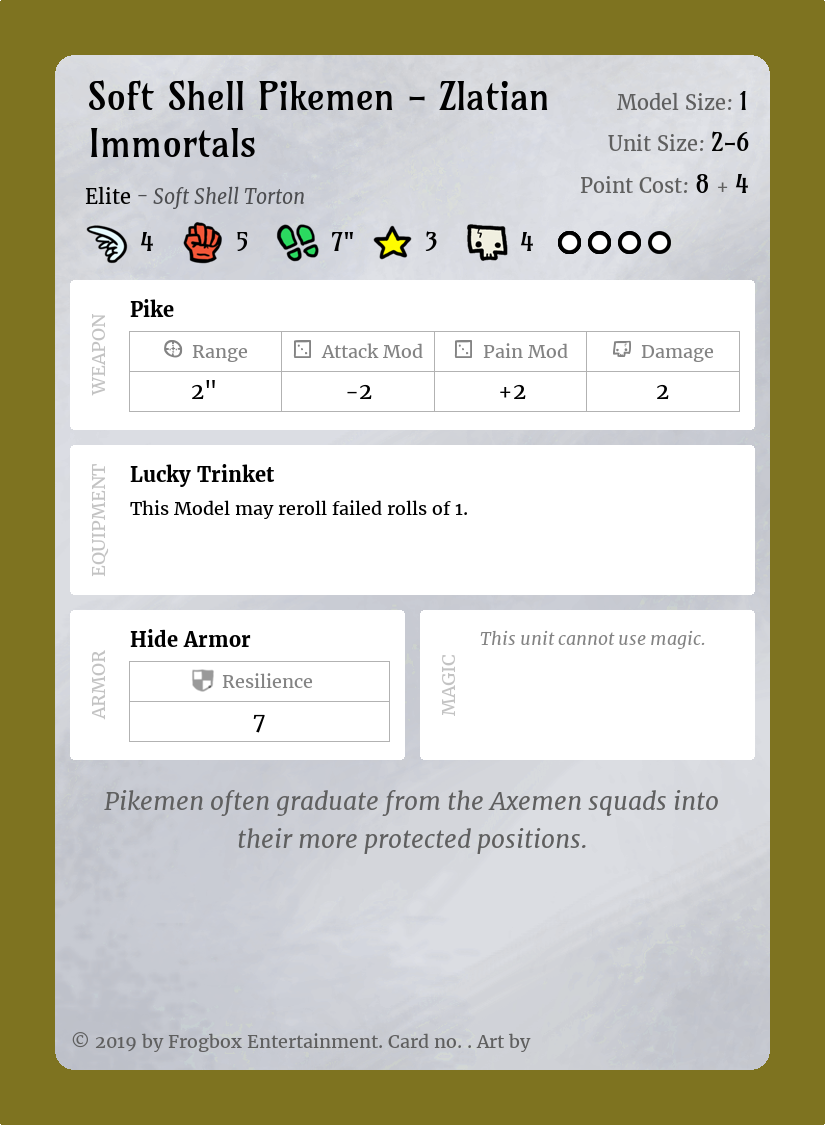 Soft Shell Pikemen – Zlatian
Immortals
Model Size: 1
Unit Size: 2–6
Point Cost: 8 + 4
Elite – Soft Shell Torton
4 5 7" 3 4
WEAPON
Pike
Range Attack Mod Pain Mod Damage
2" -2 +2 2
EQUIPMENT
Lucky Trinket
This Model may reroll failed rolls of 1.
ARMOR
Hide Armor
Resilience
7
MAGIC
This unit cannot use magic.
Pikemen often graduate from the Axemen squads into
their more protected positions.
© 2019 by Frogbox Entertainment. Card no. . Art by